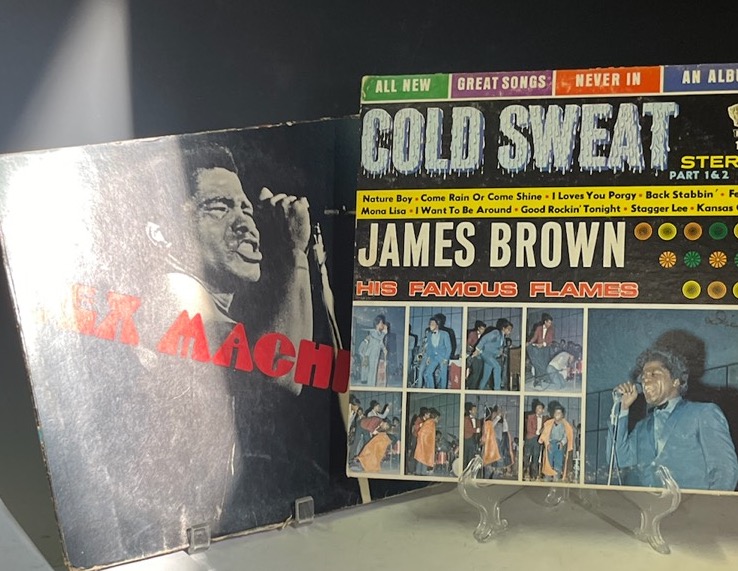 EX MACHI
ALL NEW GREAT SONGS NEVER IN AN ALBU
COLD SWEAT
STER
PART 1&2
Nature Boy • Come Rain Or Come Shine • I Loves You Porgy • Back Stabbin' • Fe
Mona Lisa • I Want To Be Around • Good Rockin' Tonight • Stagger Lee • Kansas
JAMES BROWN
HIS FAMOUS FLAMES